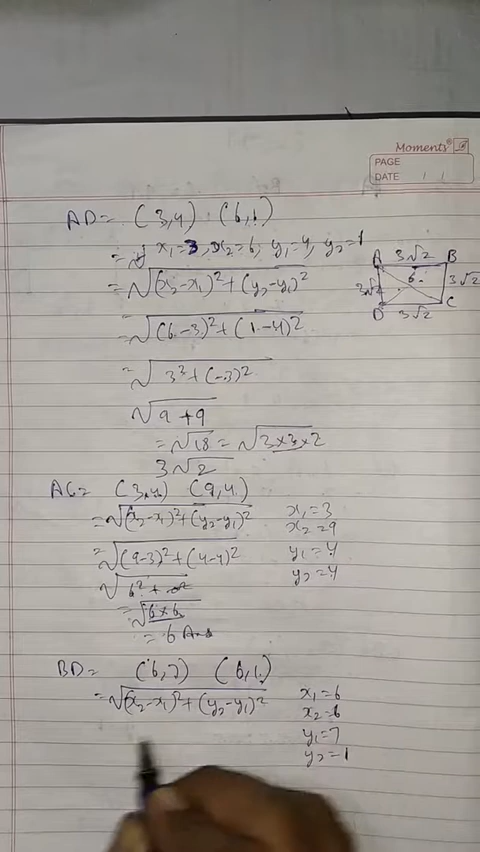 Moments
PAGE
DATE
AD= (3,4) (6,1)
x₁=3, x₂=6, y₁=4, y₂=1
=√(x₂-x₁)²+(y₂-y₁)²
=√(6-3)²+(1-4)²
=√3³+(-3)²
√9+9
=√18=√3×3×2
3√2
A 3√2 B
3√2 6 3√2
D 3√2 C
AC= (3,4) (9,4)
=√(x₂-x₁)²+(y₂-y₁)²
=√(9-3)²+(4-4)²
√6²+0²
=√6×6
=6 Ans
x₁=3
x₂=9
y₁=4
y₂=4
BD= (6,7) (6,1)
=√(x₂-x₁)²+(y₂-y₁)²
x₁=6
x₂=6
y₁=7
y₂=1